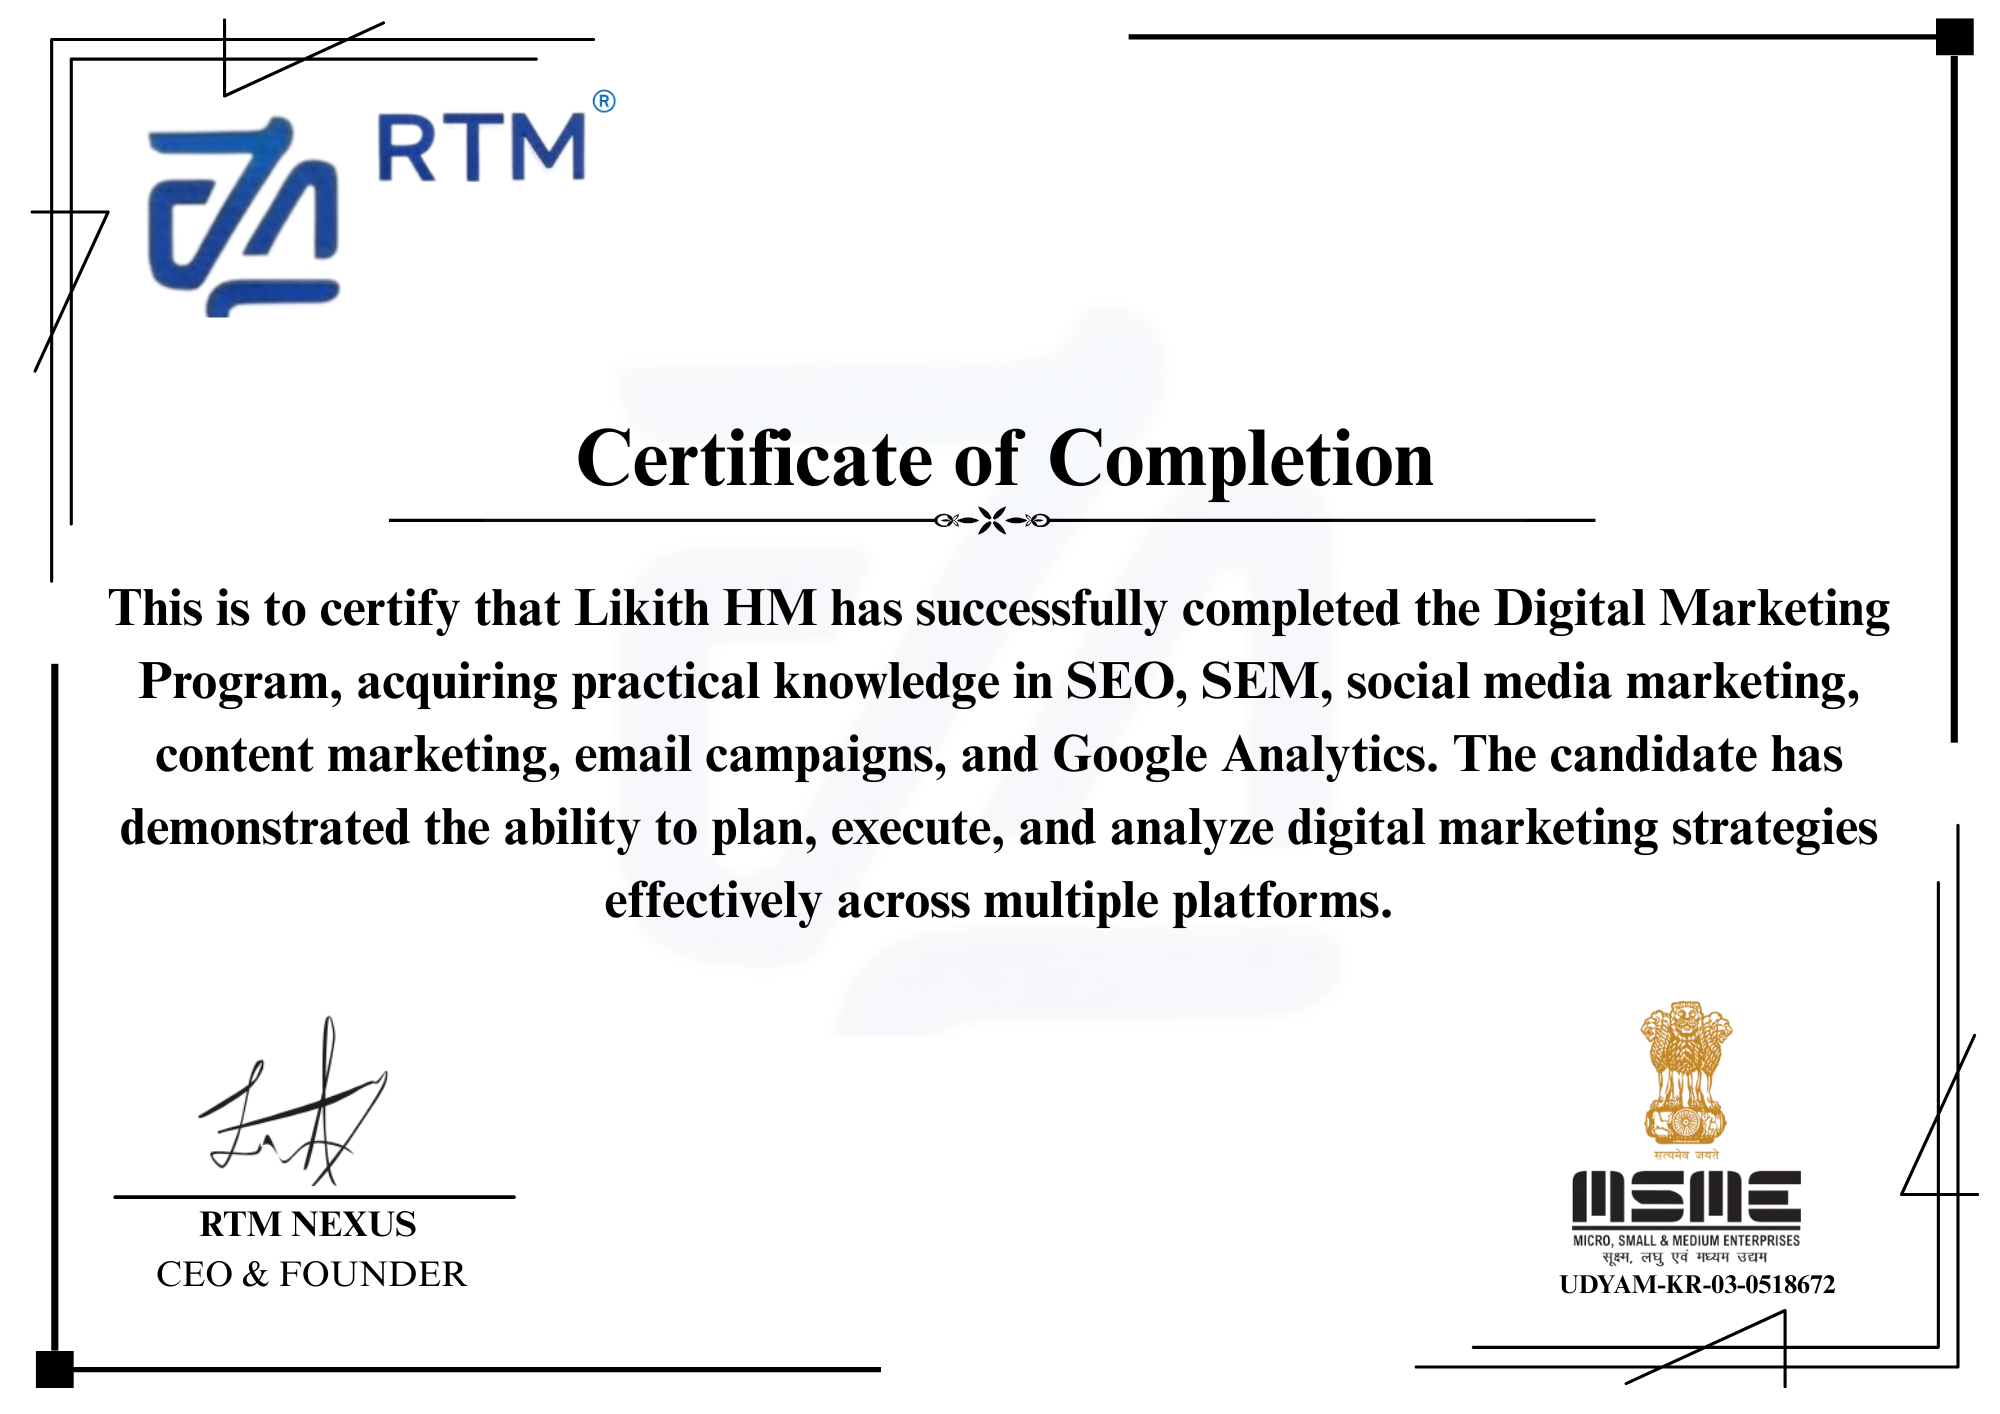 RTM®
Certificate of Completion
This is to certify that Likith HM has successfully completed the Digital Marketing
Program, acquiring practical knowledge in SEO, SEM, social media marketing,
content marketing, email campaigns, and Google Analytics. The candidate has
demonstrated the ability to plan, execute, and analyze digital marketing strategies
effectively across multiple platforms.
RTM NEXUS
CEO & FOUNDER
सत्यमेव जयते
MSME
MICRO, SMALL & MEDIUM ENTERPRISES
सूक्ष्म, लघु एवं मध्यम उद्यम
UDYAM-KR-03-0518672